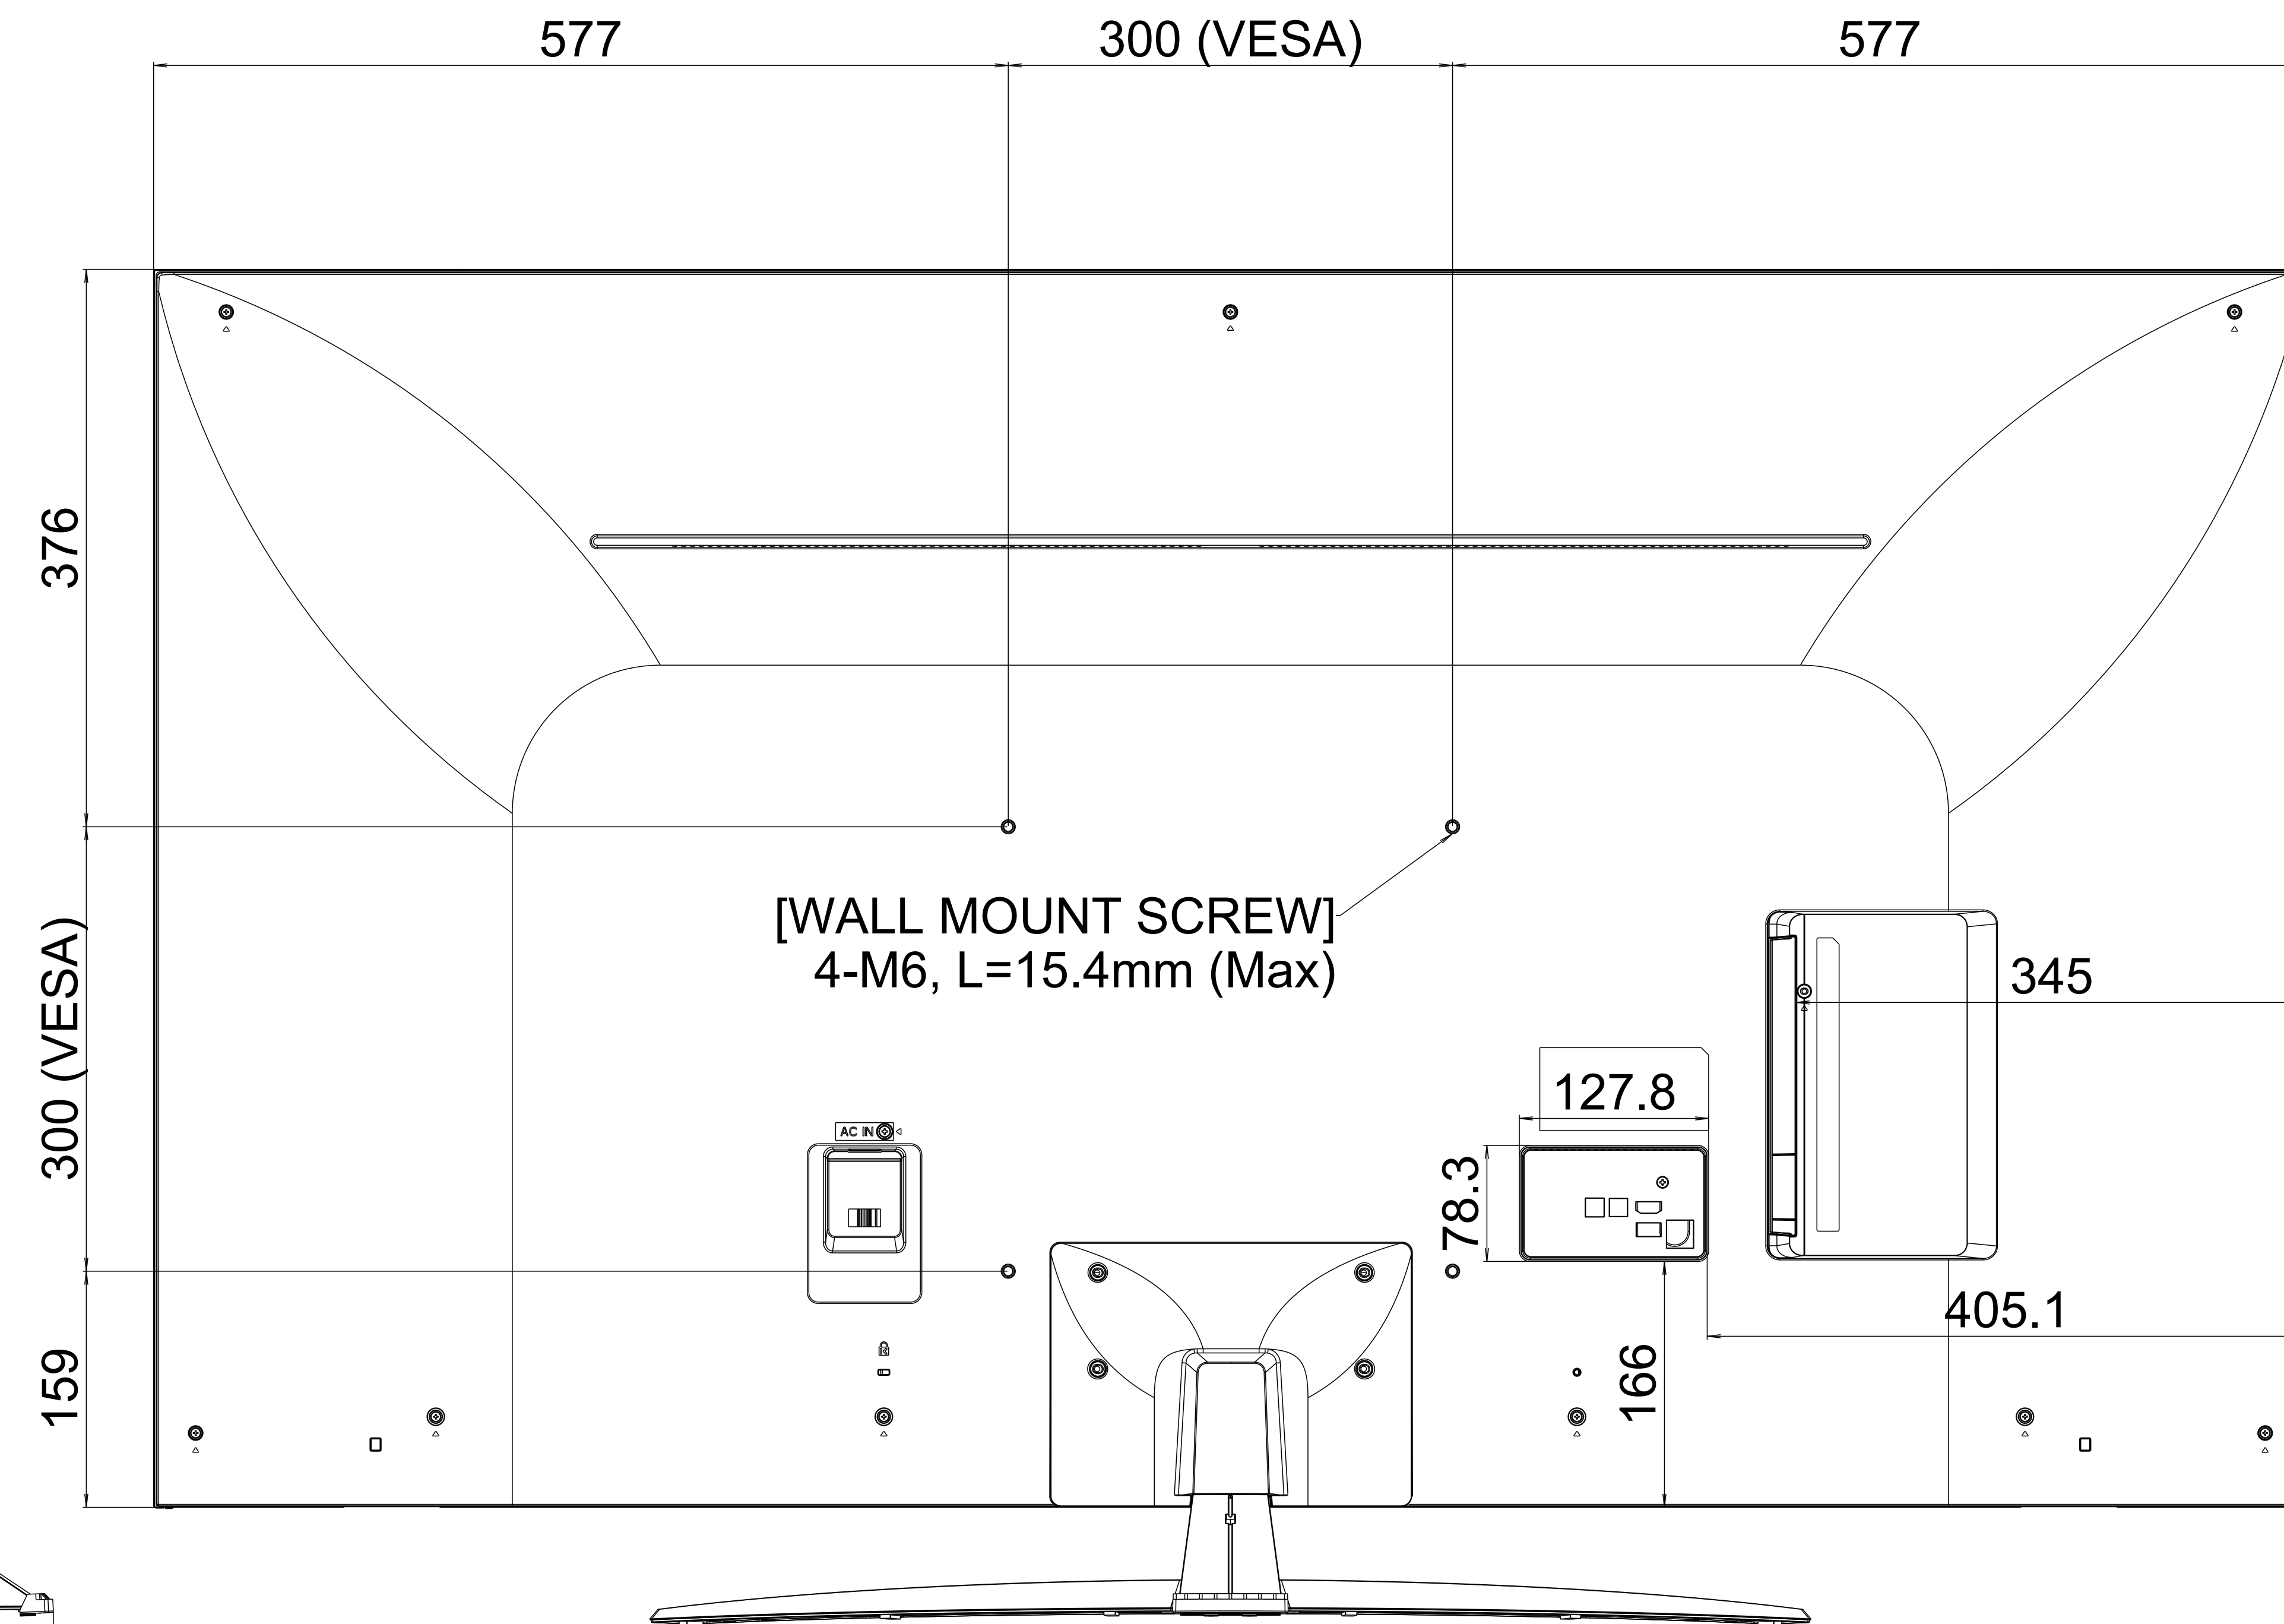 577
300 (VESA)
577
376
[WALL MOUNT SCREW]
4-M6, L=15.4mm (Max)
300 (VESA)
345
127.8
AC IN
78.3
405.1
159
166